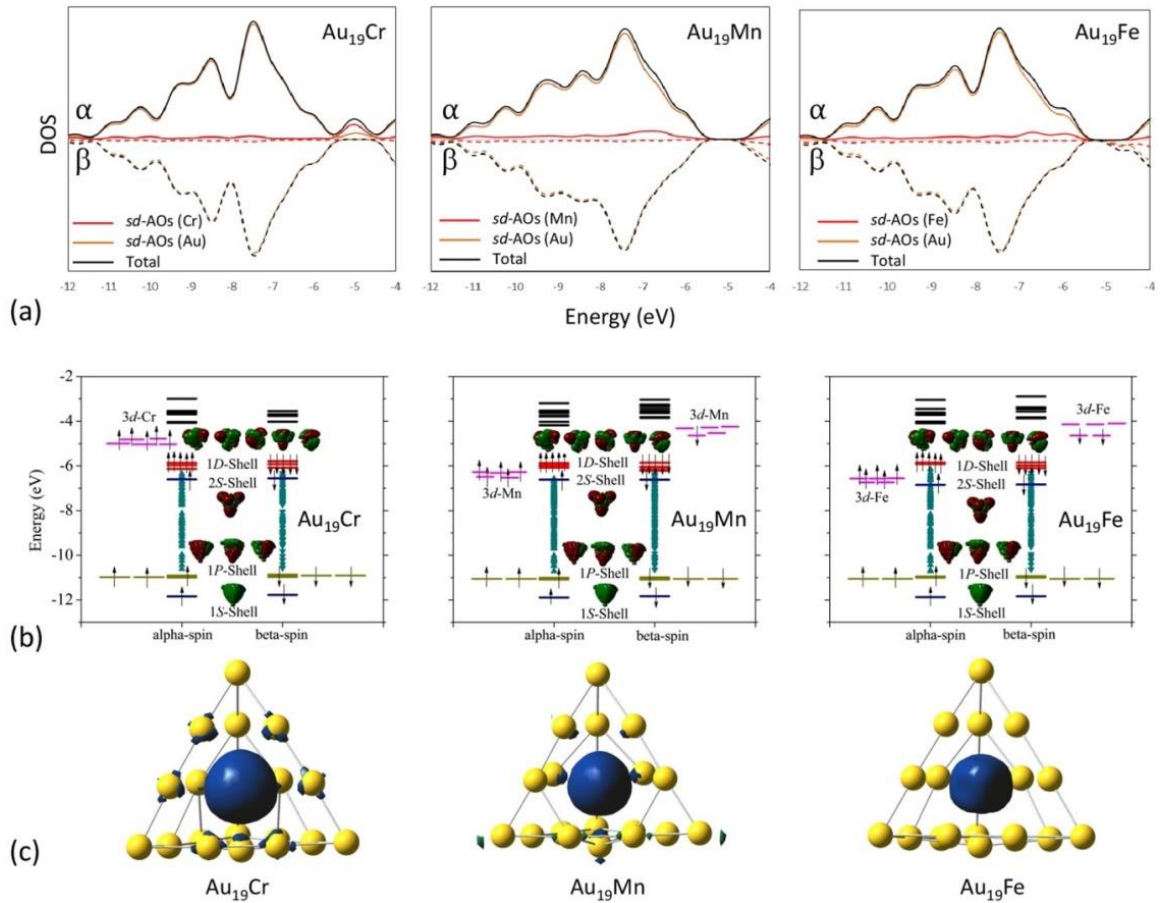 Au19Cr
Au19Mn
Au19Fe
DOS
α
β
sd-AOs (Cr)
sd-AOs (Au)
Total
α
β
sd-AOs (Mn)
sd-AOs (Au)
Total
α
β
sd-AOs (Fe)
sd-AOs (Au)
Total
-12 -11 -10 -9 -8 -7 -6 -5 -4
-12 -11 -10 -9 -8 -7 -6 -5 -4
-12 -11 -10 -9 -8 -7 -6 -5 -4
(a)
Energy (eV)
Energy (eV)
-2
-4
-6
-8
-10
-12
3d-Cr
1D-Shell
2S-Shell
Au19Cr
1P-Shell
1S-Shell
alpha-spin beta-spin
3d-Mn
3d-Mn
1D-Shell
2S-Shell
Au19Mn
1P-Shell
1S-Shell
alpha-spin beta-spin
3d-Fe
3d-Fe
1D-Shell
2S-Shell
Au19Fe
1P-Shell
1S-Shell
alpha-spin beta-spin
(b)
(c)
Au19Cr
Au19Mn
Au19Fe